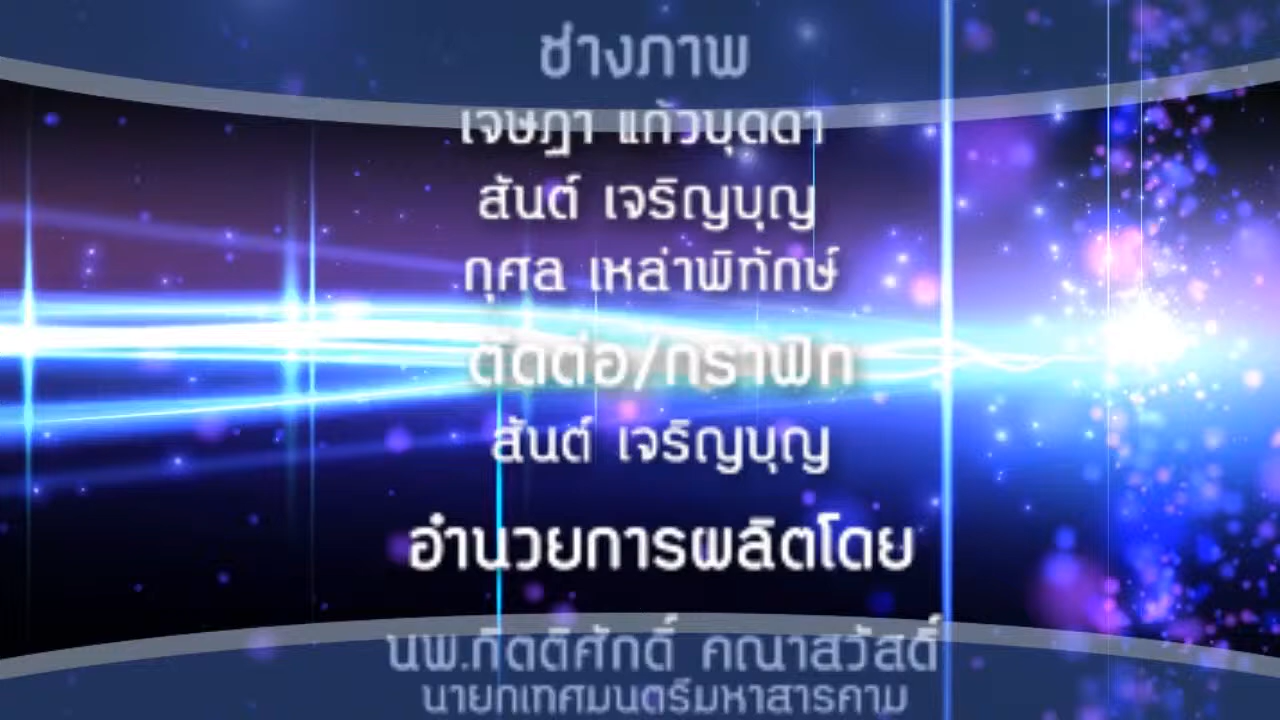 ช่างภาพ
เจษฎา แก้วบุดดา
สันต์ เจริญบุญ
กุศล เหล่าพิทักษ์
ตัดต่อ/กราฟิก
สันต์ เจริญบุญ
อำนวยการผลิตโดย
นพ.กิตติศักดิ์ คณาสวัสดิ์
นายกเทศมนตรีมหาสารคาม